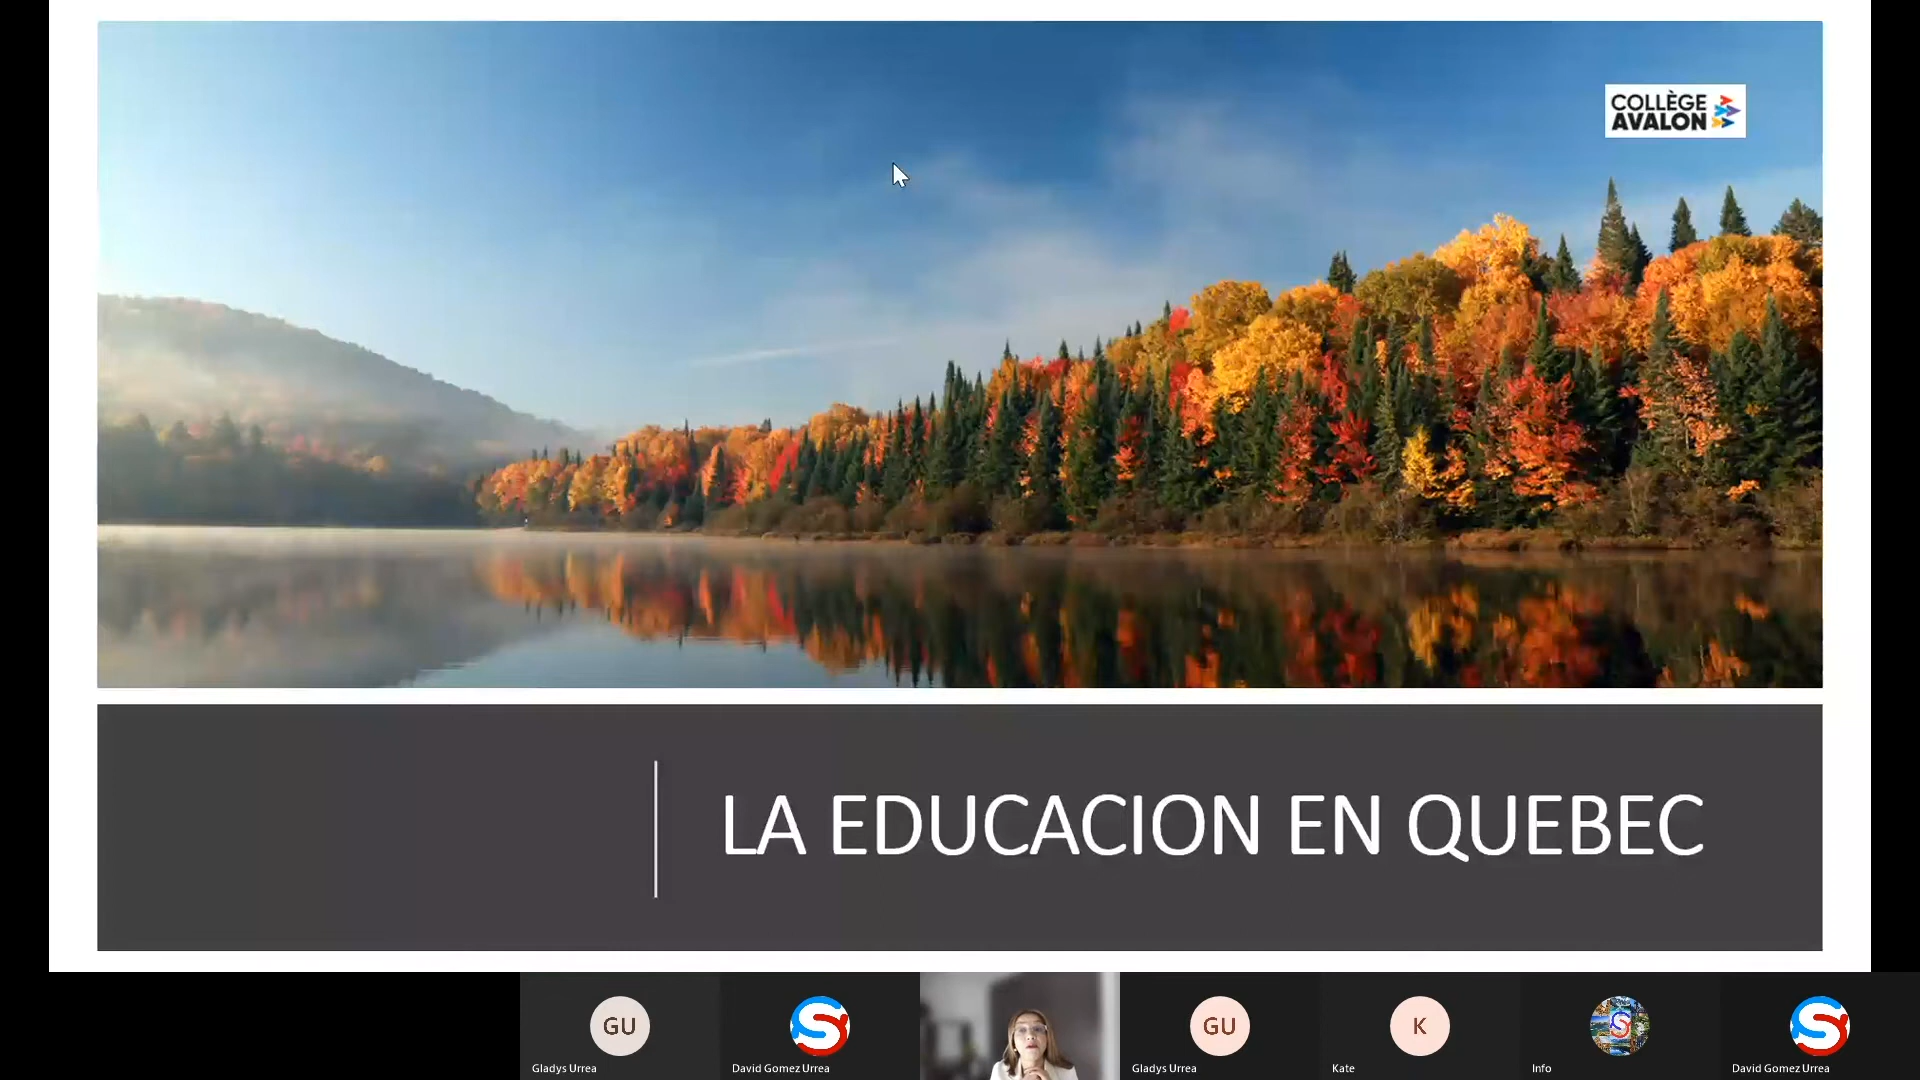 COLLÈGE
AVALON
LA EDUCACION EN QUEBEC
GU
GU
K
Gladys Urrea
David Gomez Urrea
Gladys Urrea
Kate
Info
David Gomez Urrea